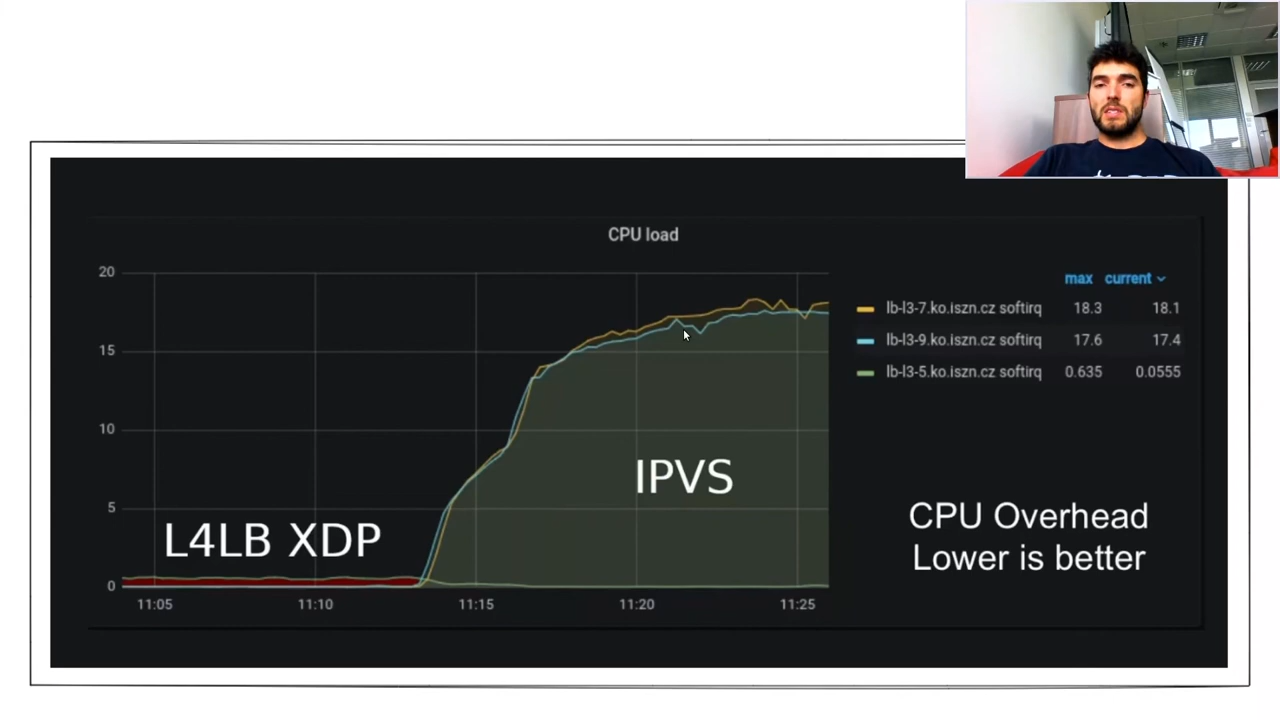 CPU load
20
15
10
5
0
11:05
11:10
11:15
11:20
11:25
L4LB XDP
IPVS
max current
lb-l3-7.ko.iszn.cz softirq 18.3 18.1
lb-l3-9.ko.iszn.cz softirq 17.6 17.4
lb-l3-5.ko.iszn.cz softirq 0.635 0.0555
CPU Overhead
Lower is better